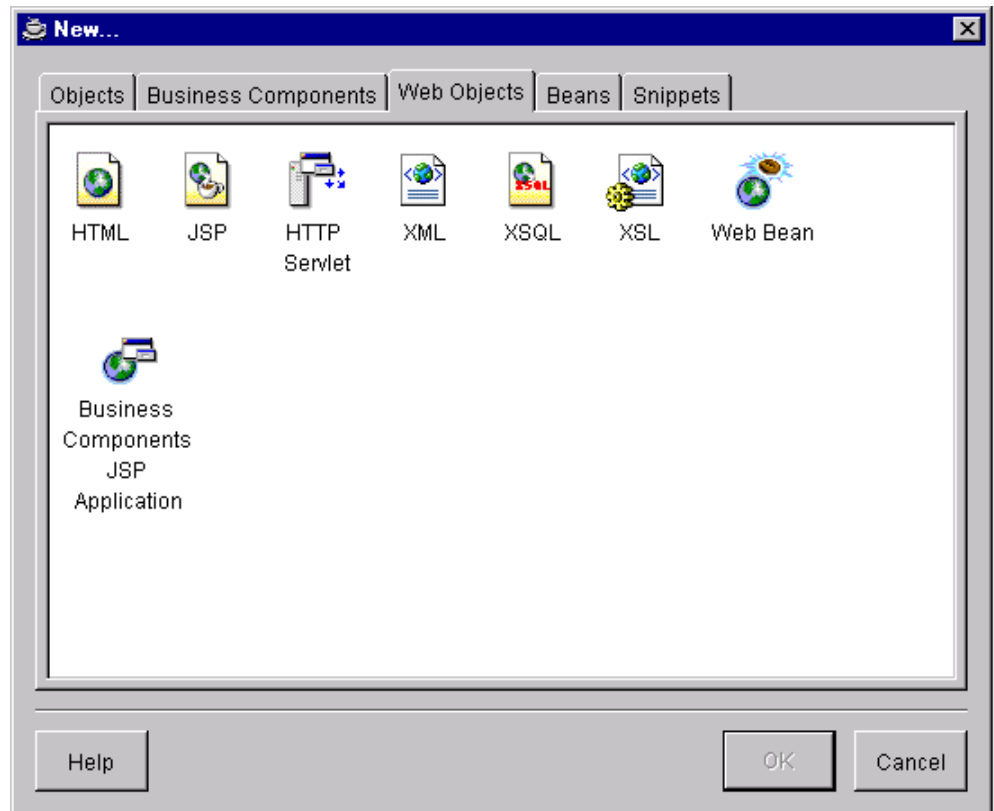 New...
Objects Business Components Web Objects Beans Snippets
HTML JSP HTTP Servlet XML XSQL XSL Web Bean
XSQL
Business
Components
JSP
Application
Help OK Cancel